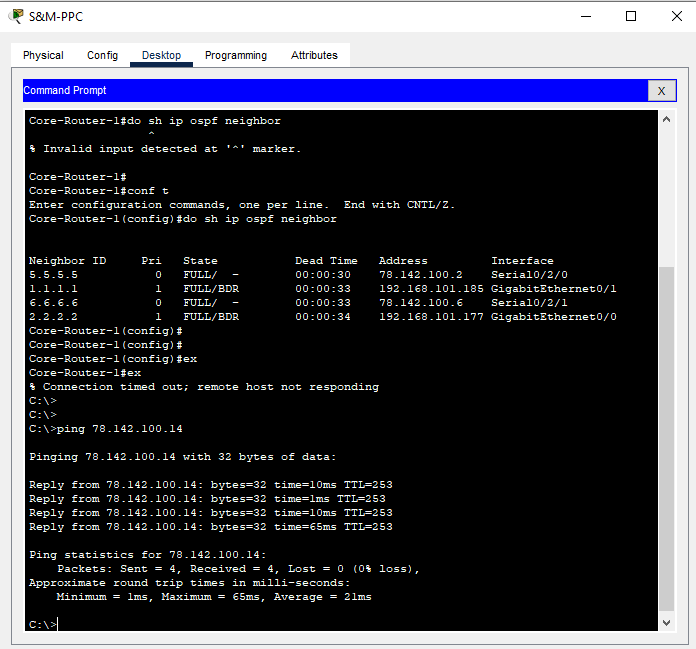 S&M-PPC
Physical Config Desktop Programming Attributes
Command Prompt X
Core-Router-1#do sh ip ospf neighbor
^
% Invalid input detected at '^' marker.
Core-Router-1#
Core-Router-1#conf t
Enter configuration commands, one per line. End with CNTL/Z.
Core-Router-1(config)#do sh ip ospf neighbor
Neighbor ID Pri State Dead Time Address Interface
5.5.5.5 0 FULL/ - 00:00:30 78.142.100.2 Serial0/2/0
1.1.1.1 1 FULL/BDR 00:00:33 192.168.101.185 GigabitEthernet0/1
6.6.6.6 0 FULL/ - 00:00:33 78.142.100.6 Serial0/2/1
2.2.2.2 1 FULL/BDR 00:00:34 192.168.101.177 GigabitEthernet0/0
Core-Router-1(config)#
Core-Router-1(config)#
Core-Router-1(config)#ex
Core-Router-1#ex
% Connection timed out; remote host not responding
C:\>
C:\>
C:\>ping 78.142.100.14
Pinging 78.142.100.14 with 32 bytes of data:
Reply from 78.142.100.14: bytes=32 time=10ms TTL=253
Reply from 78.142.100.14: bytes=32 time=1ms TTL=253
Reply from 78.142.100.14: bytes=32 time=10ms TTL=253
Reply from 78.142.100.14: bytes=32 time=65ms TTL=253
Ping statistics for 78.142.100.14:
Packets: Sent = 4, Received = 4, Lost = 0 (0% loss),
Approximate round trip times in milli-seconds:
Minimum = 1ms, Maximum = 65ms, Average = 21ms
C:\>